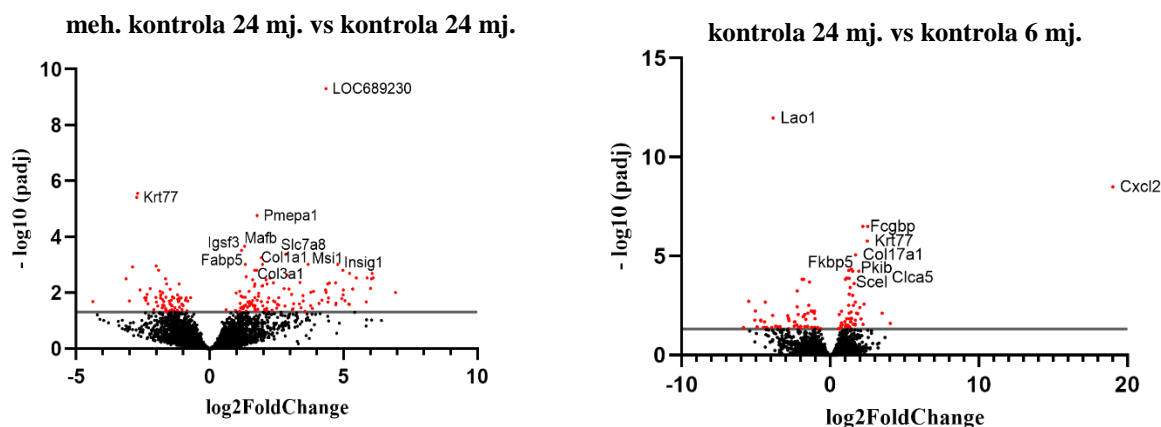 meh. kontrola 24 mj. vs kontrola 24 mj.
10
8
6
4
2
0
- log10 (padj)
LOC689230
Krt77
Pmepa1
Igsf3
Mafb
Slc7a8
Fabp5
Col1a1
Msi1
Insig1
Col3a1
-5
0
5
10
log2FoldChange
kontrola 24 mj. vs kontrola 6 mj.
15
10
5
0
- log10 (padj)
Lao1
Cxcl2
Fcgbp
Krt77
Col17a1
Fkbp5
Pkib
Clca5
Scel
-10
0
10
20
log2FoldChange